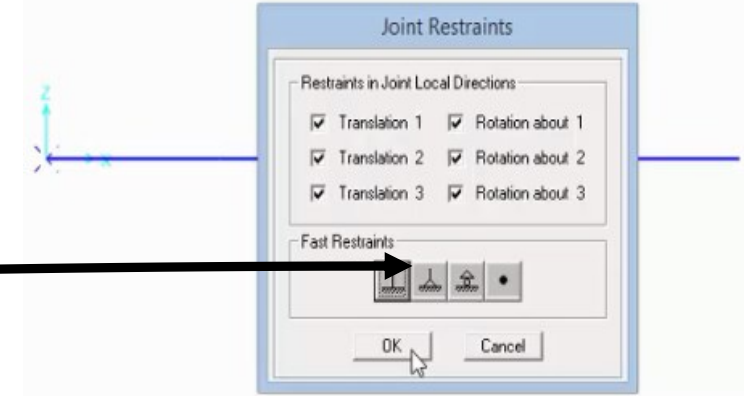 Joint Restraints
Restraints in Joint Local Directions
Translation 1 Rotation about 1
Translation 2 Rotation about 2
Translation 3 Rotation about 3
Fast Restraints
OK Cancel
Z
X